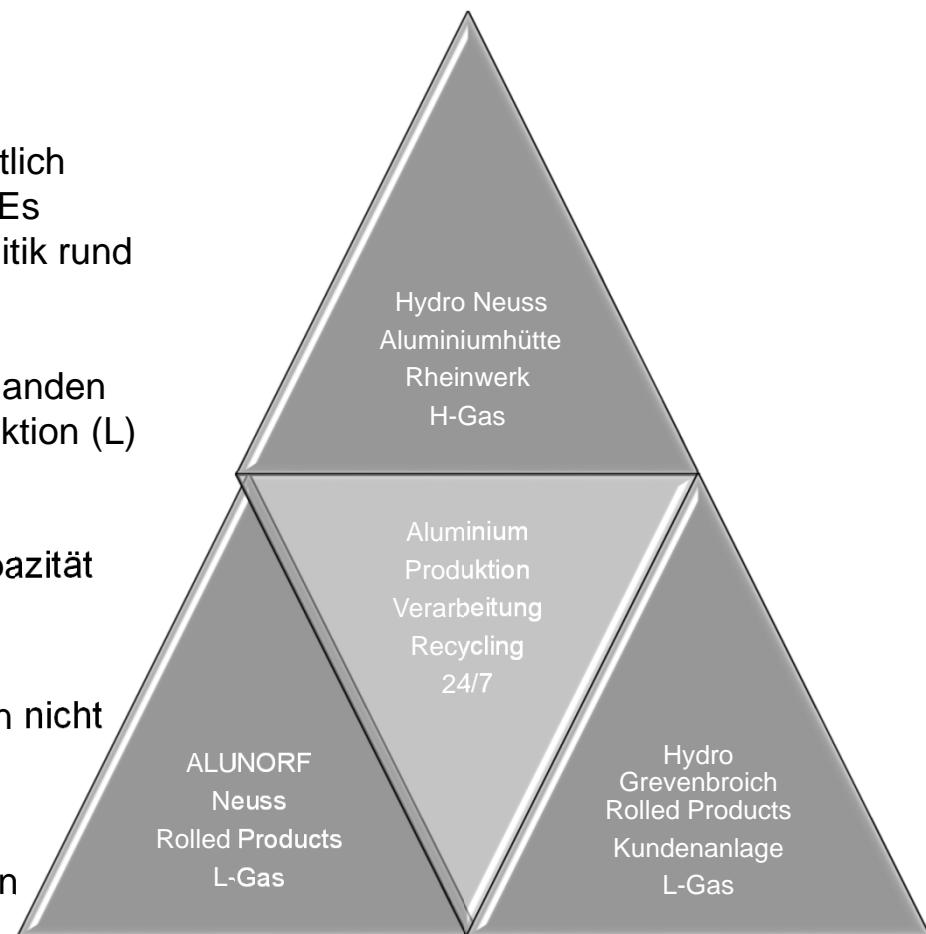 tlich
Es
itik rund
anden
ktion (L)
azität
nicht
n
Hydro Neuss
Aluminiumhütte
Rheinwerk
H-Gas
Aluminium
Produktion
Verarbeitung
Recycling
24/7
ALUNORF
Neuss
Rolled Products
L-Gas
Hydro
Grevenbroich
Rolled Products
Kundenanlage
L-Gas